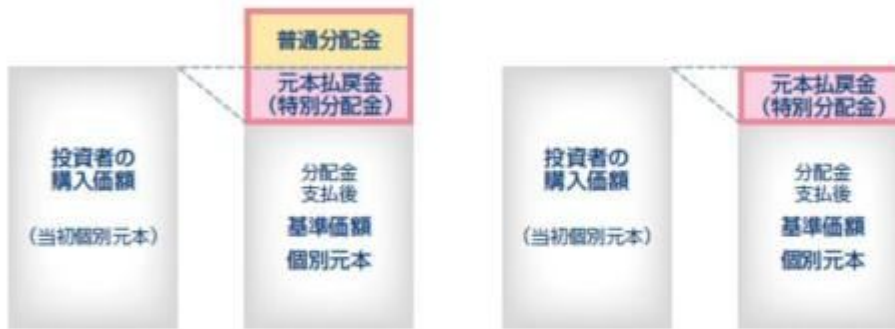 普通分配金
元本払戻金
（特別分配金）
投資者の
購入価額
（当初個別元本）
分配金
支払後
基準価額
個別元本
元本払戻金
（特別分配金）
投資者の
購入価額
（当初個別元本）
分配金
支払後
基準価額
個別元本